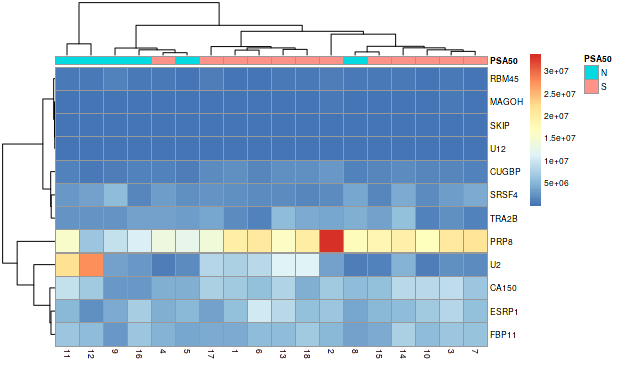 PSA50
RBM45
MAGOH
SKIP
U12
CUGBP
SRSF4
TRA2B
PRP8
U2
CA150
ESRP1
FBP11
11 12 9 16 4 5 17 1 6 13 18 2 8 15 14 10 3 7
3e+07
2.5e+07
2e+07
1.5e+07
1e+07
5e+06
PSA50
N
S